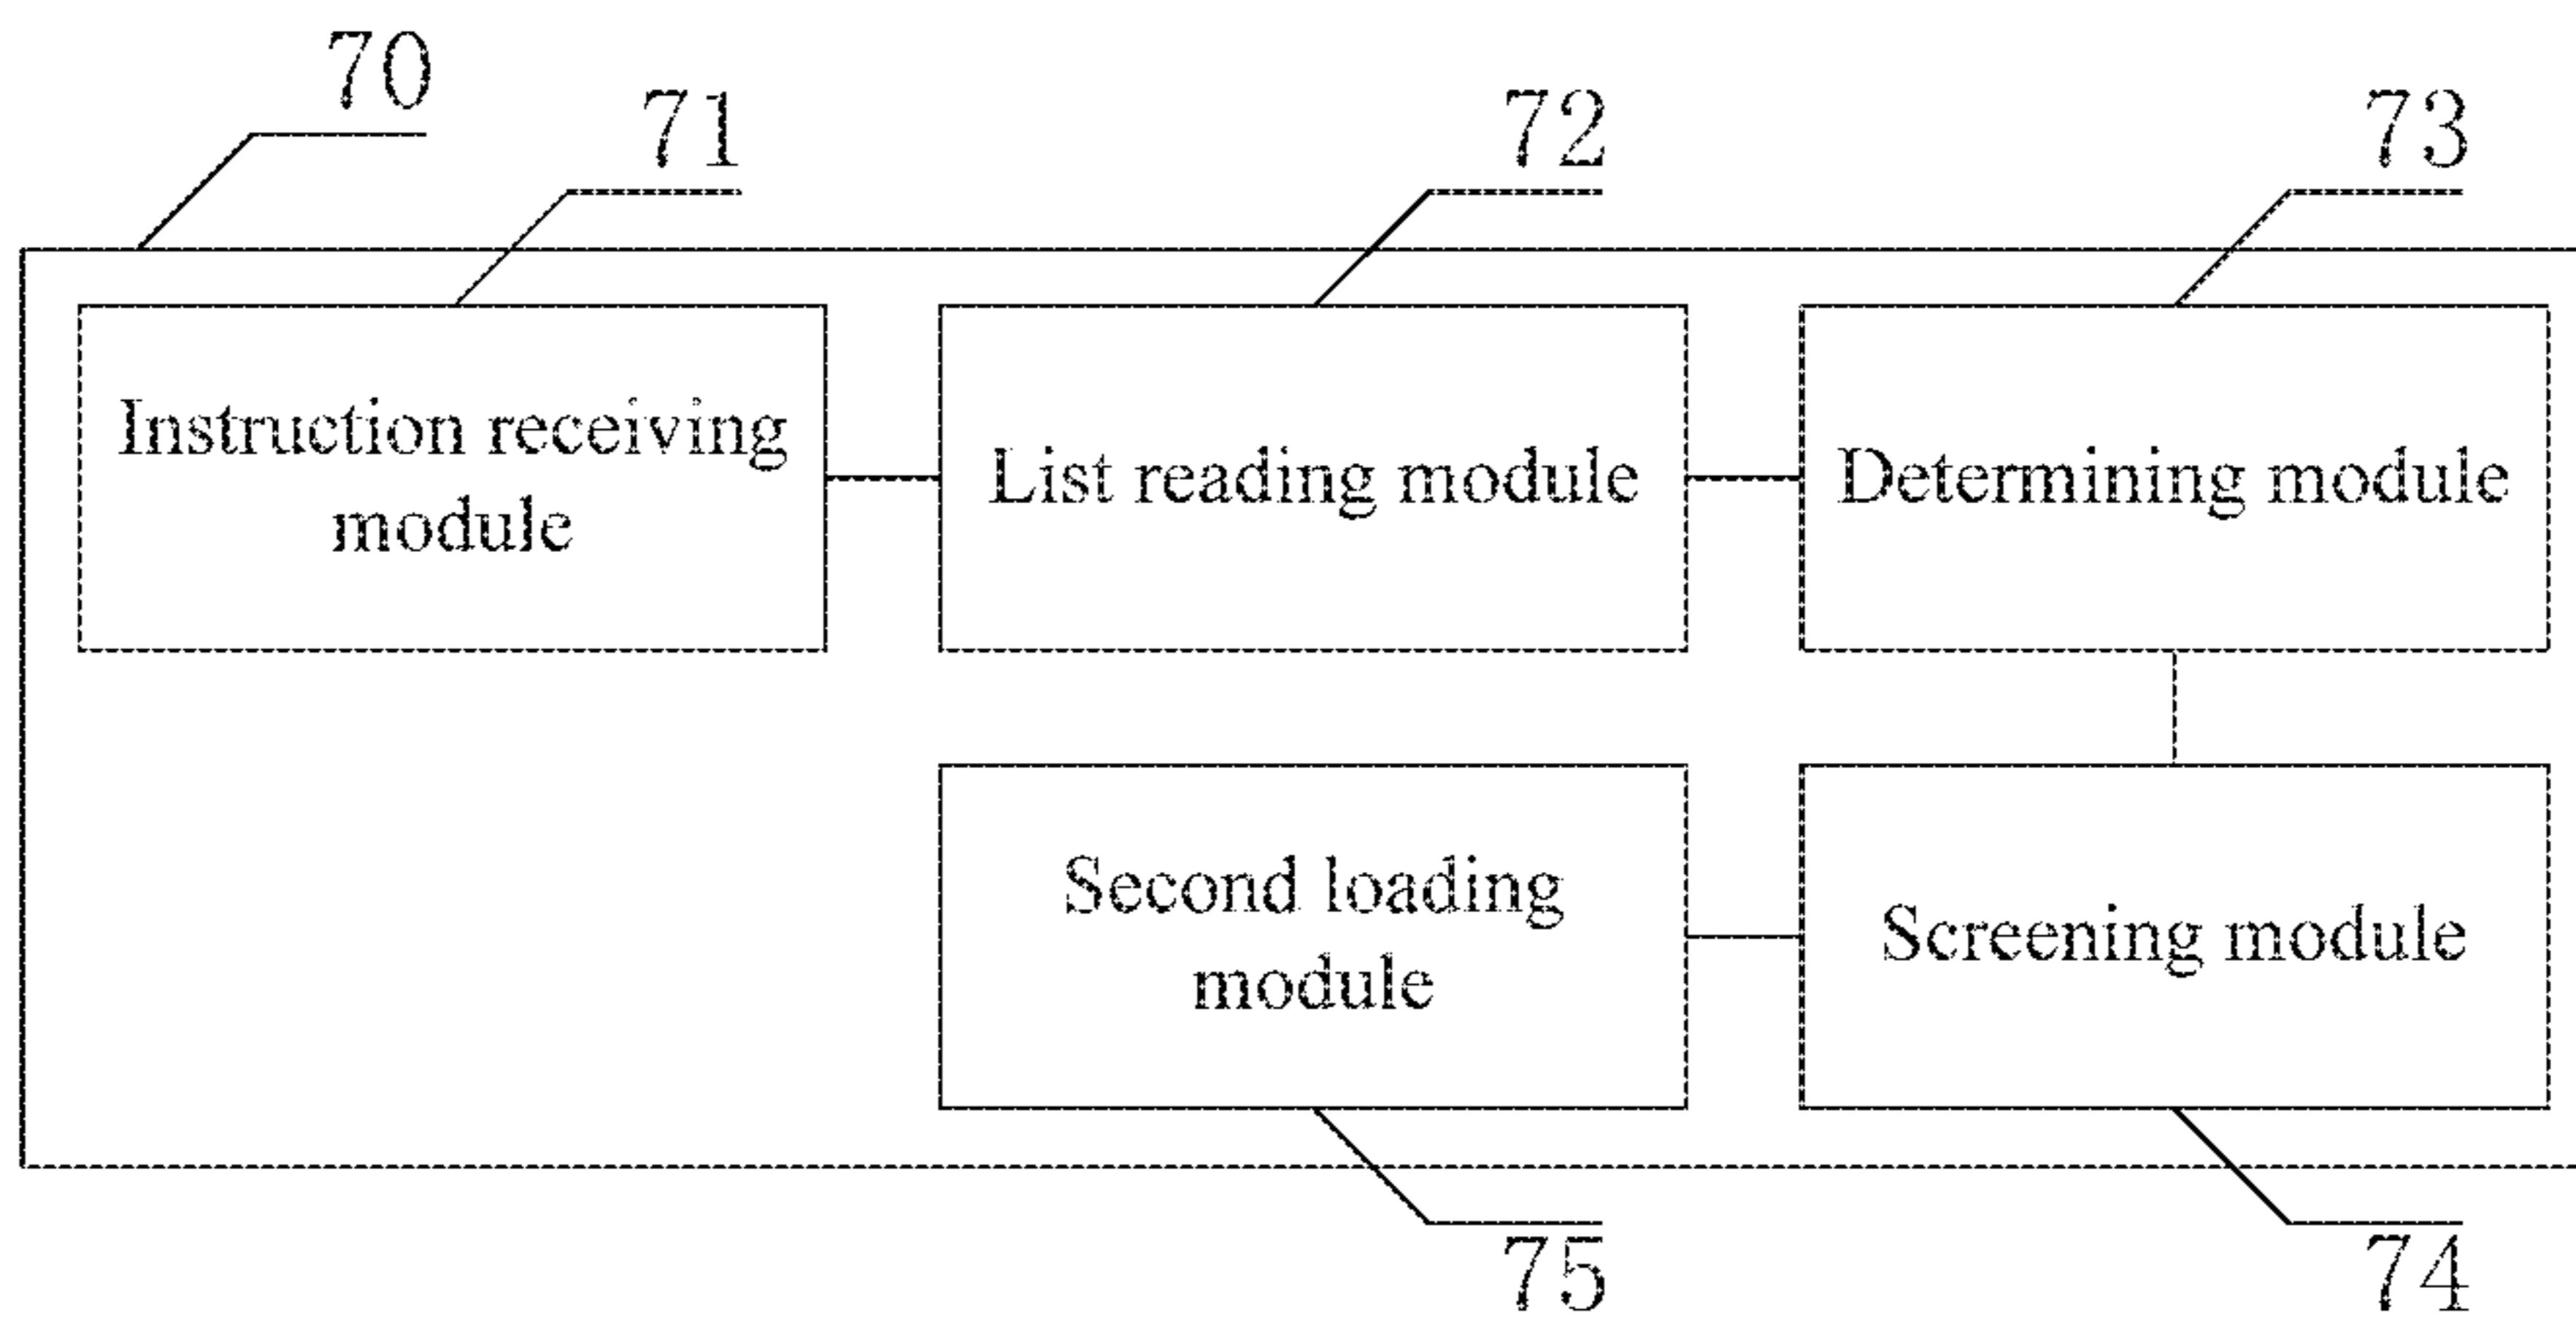 70
71
72
73
Instruction receiving
module
List reading module
Determining module
Second loading
module
Screening module
75
74